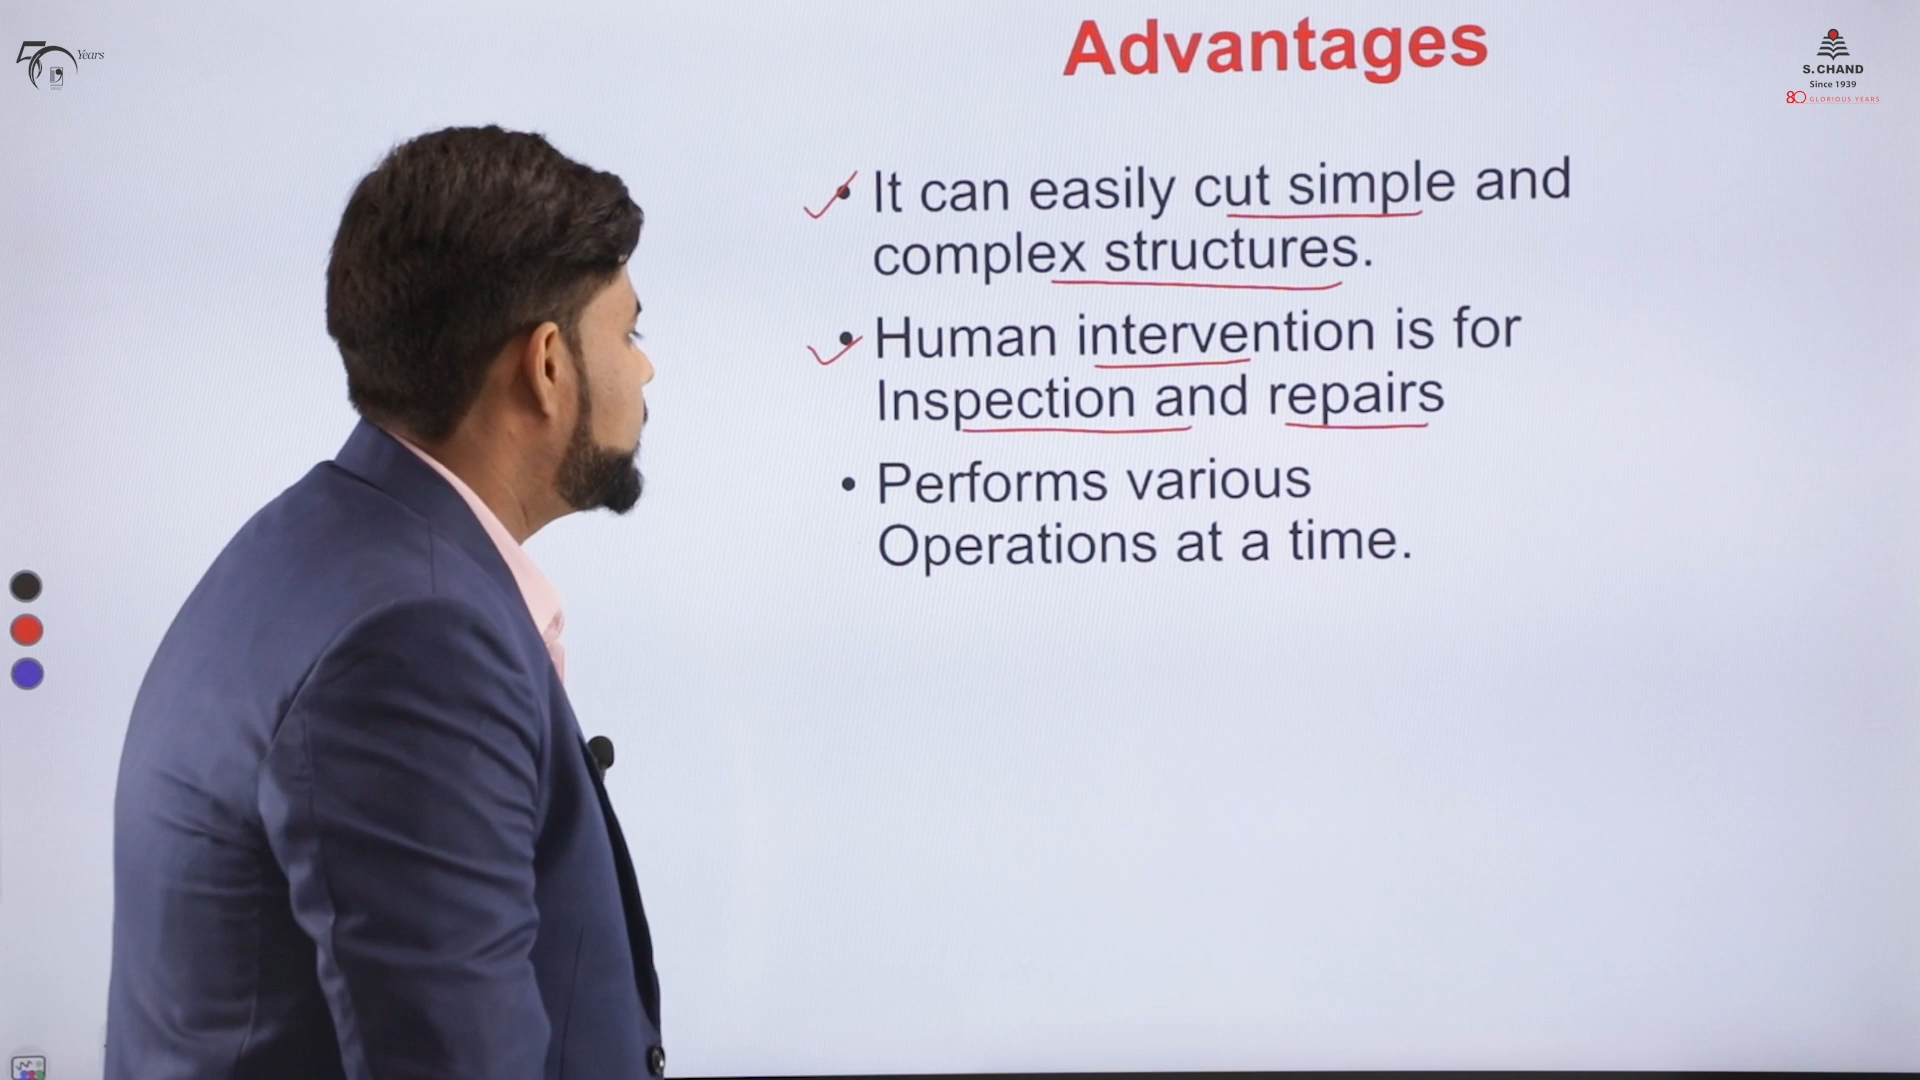 Advantages
Years
S. CHAND
Since 1939
80 GLORIOUS YEARS
• It can easily cut simple and
complex structures.
• Human intervention is for
Inspection and repairs
• Performs various
Operations at a time.